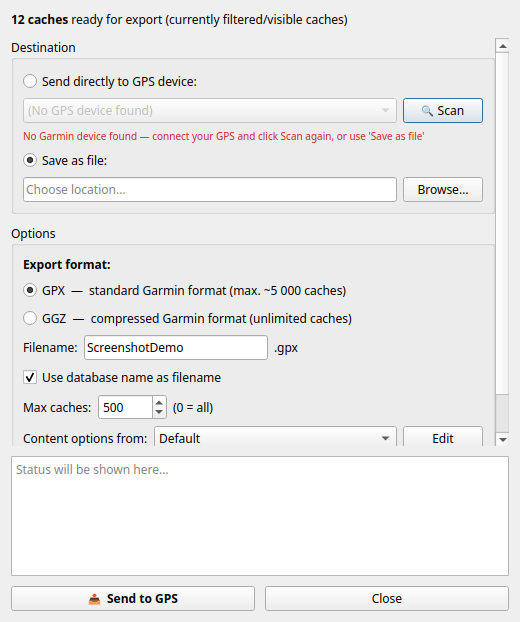 12 caches ready for export (currently filtered/visible caches)
Destination
Send directly to GPS device:
(No GPS device found)
Scan
No Garmin device found — connect your GPS and click Scan again, or use 'Save as file'
Save as file:
Choose location...
Browse...
Options
Export format:
GPX — standard Garmin format (max. ~5 000 caches)
GGZ — compressed Garmin format (unlimited caches)
Filename: ScreenshotDemo .gpx
Use database name as filename
Max caches: 500 (0 = all)
Content options from: Default Edit
Status will be shown here...
Send to GPS
Close